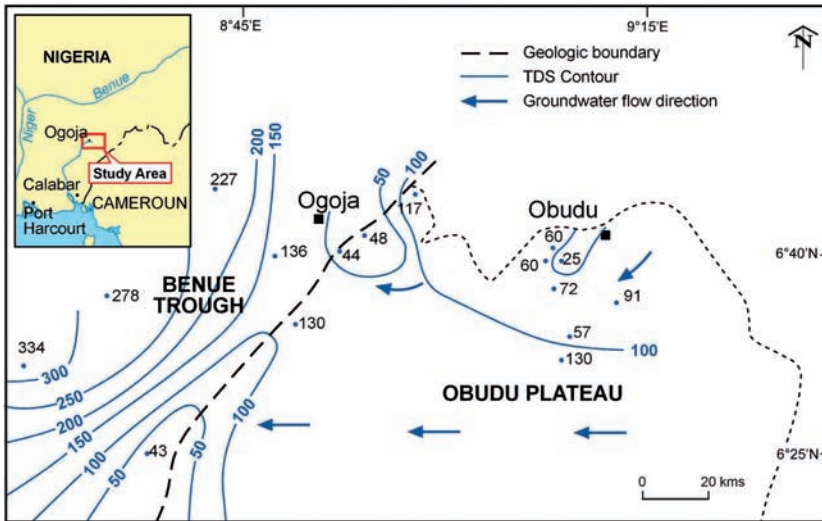 8°45'E
9°15'E
NIGERIA
Benue
Niger
Ogoja
Study Area
Calabar
CAMEROUN
Port
Harcourt
Geologic boundary
TDS Contour
Groundwater flow direction
N
200
150
227
Ogoja
50
100
117
Obudu
60
60
25
48
44
136
6°40'N
BENUE
TROUGH
278
72
91
130
57
334
130
100
300
250
200
150
100
50
OBUDU PLATEAU
100
50
43
6°25'N
0
20 kms